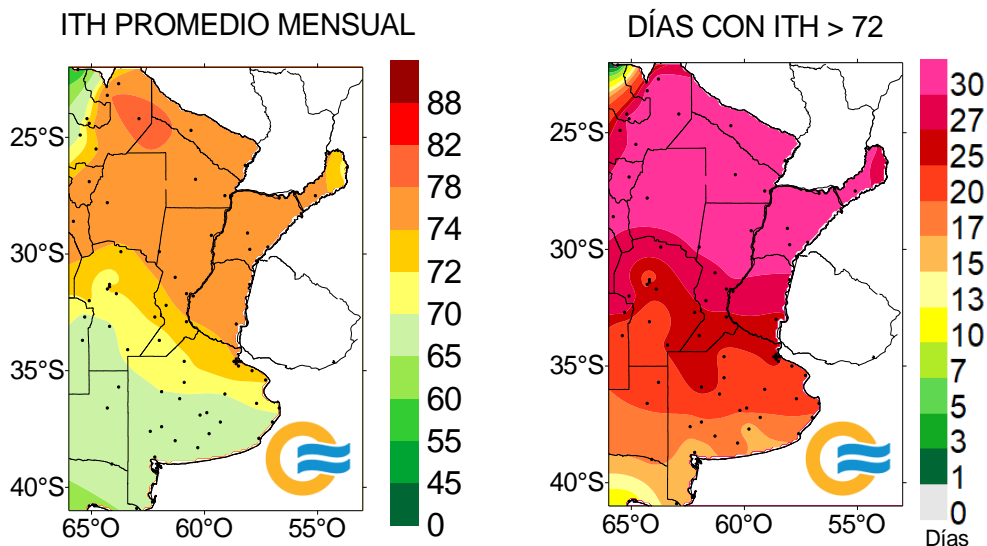 ITH PROMEDIO MENSUAL
25°S
30°S
35°S
40°S
65°O 60°O 55°O
88
82
78
74
72
70
65
60
55
45
0
DÍAS CON ITH > 72
25°S
30°S
35°S
40°S
65°O 60°O 55°O
30
27
25
20
17
15
13
10
7
5
3
1
0
Días